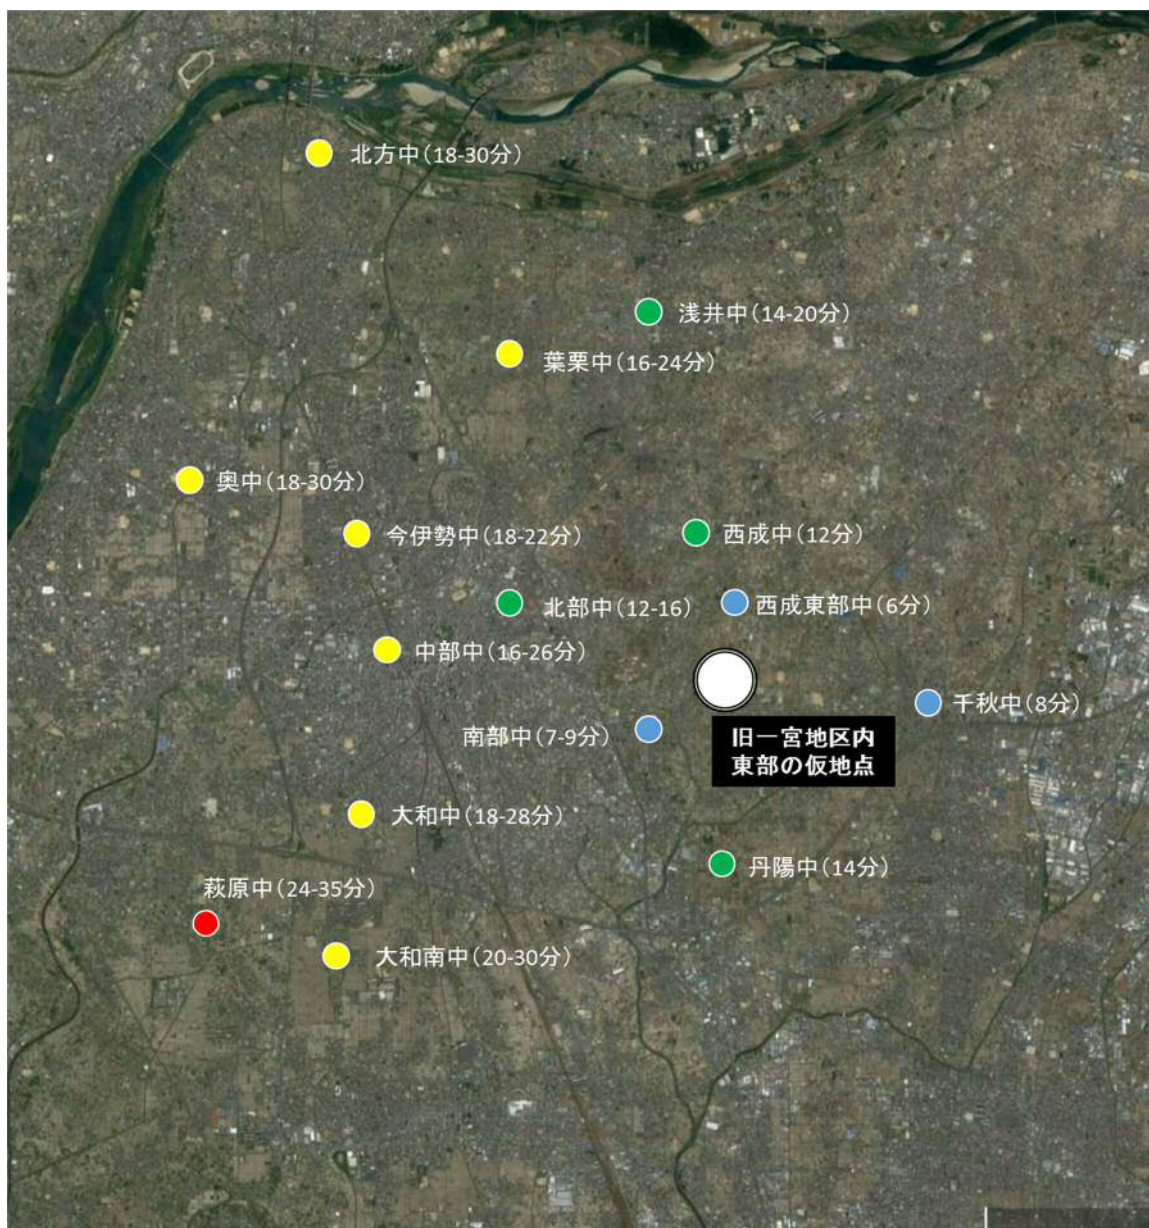 北方中（18-30分）
浅井中（14-20分）
葉栗中（16-24分）
奥中（18-30分）
今伊勢中（18-22分）
西成中（12分）
北部中（12-16）
西成東部中（6分）
中部中（16-26分）
千秋中（8分）
南部中（7-9分）
旧一宮地区内
東部の仮地点
大和中（18-28分）
丹陽中（14分）
萩原中（24-35分）
大和南中（20-30分）